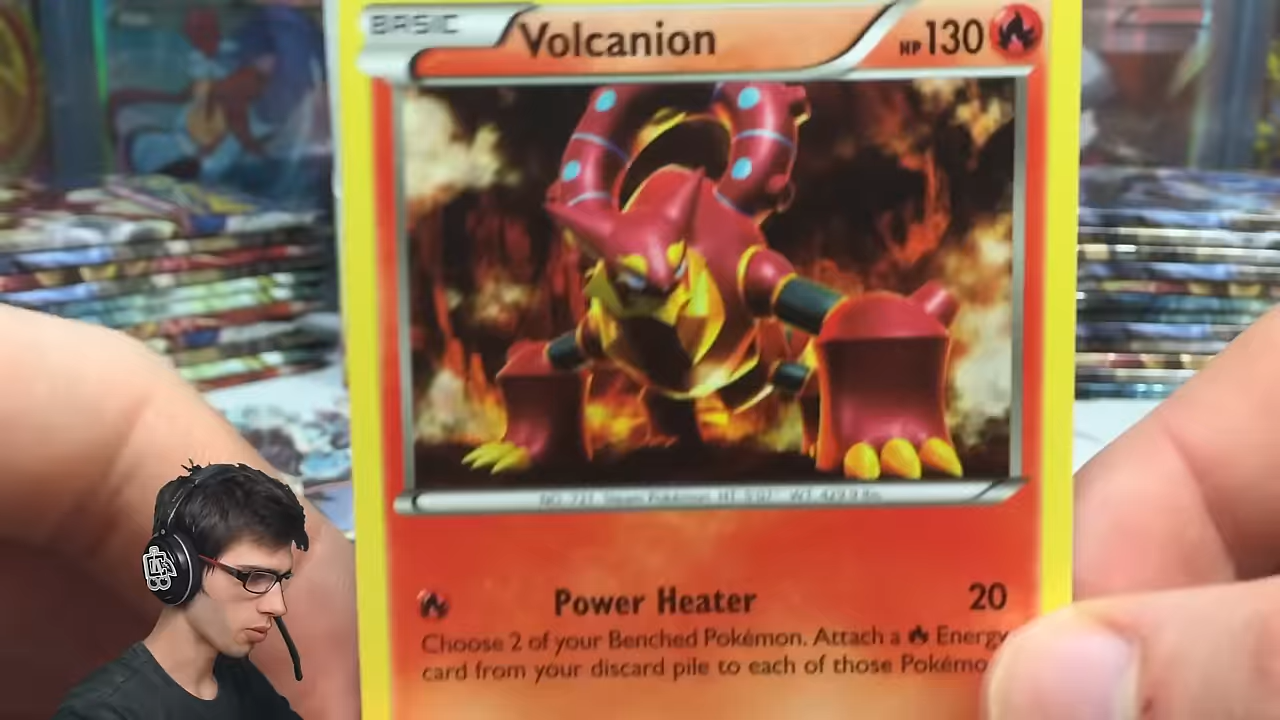 BASIC
Volcanion
HP 130
Power Heater 20
Choose 2 of your Benched Pokémon. Attach a Energy
card from your discard pile to each of those Pokémo